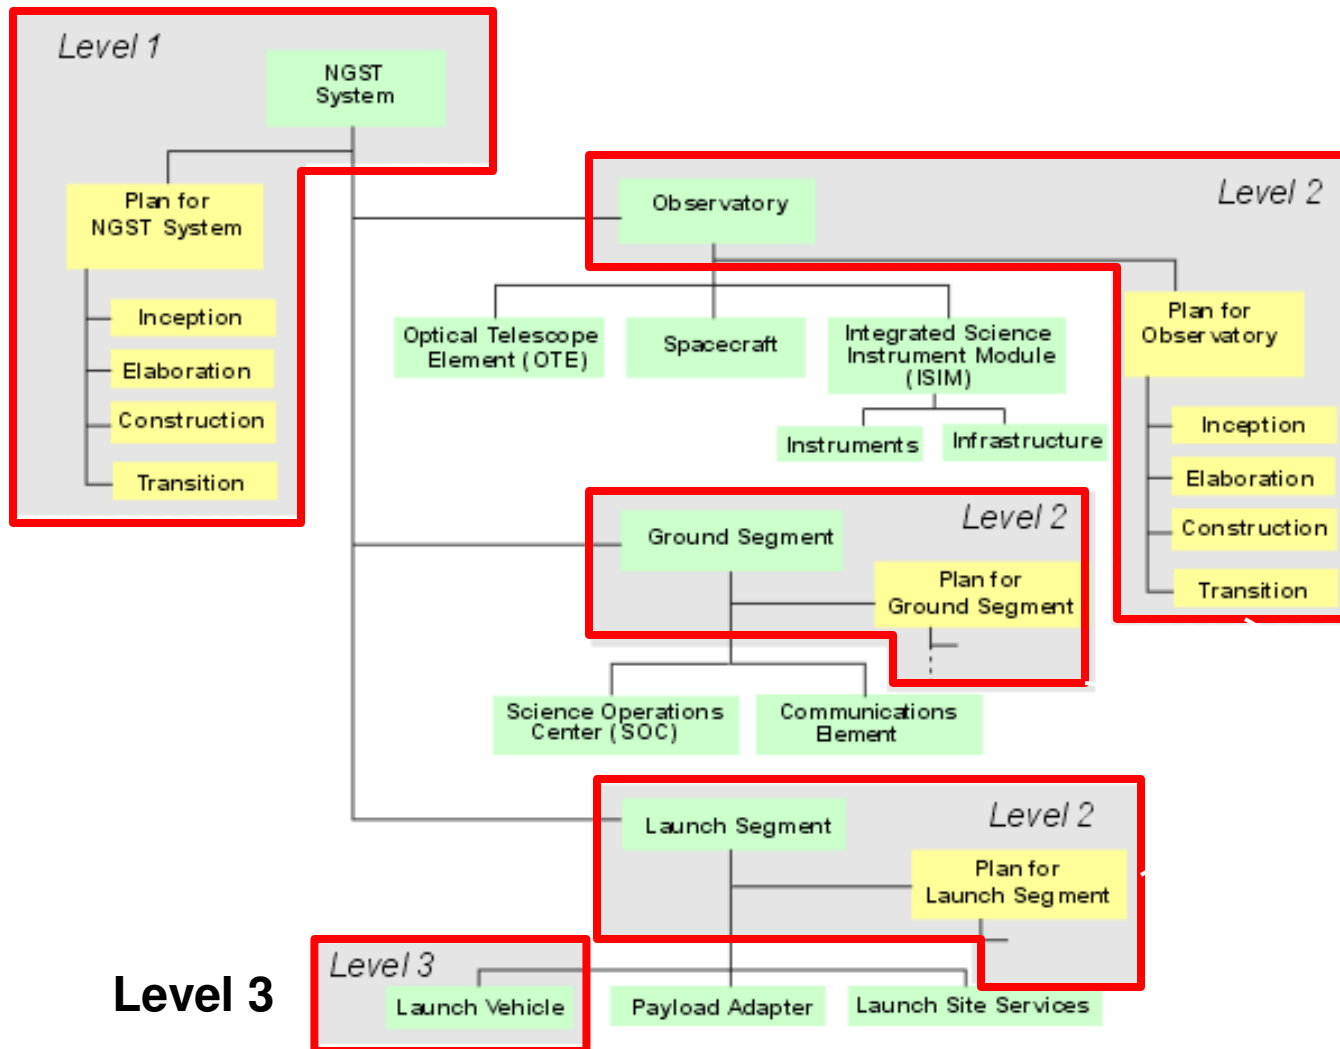 Level 1
NGST
System
Plan for
NGST System
Inception
Elaboration
Construction
Transition
Level 2
Observatory
Plan for
Observatory
Inception
Elaboration
Construction
Transition
Optical Telescope
Element (OTE)
Spacecraft
Integrated Science
Instrument Module
(ISIM)
Instruments
Infrastructure
Level 2
Ground Segment
Plan for
Ground Segment
Science Operations
Center (SOC)
Communications
Element
Level 2
Launch Segment
Plan for
Launch Segment
Level 3
Level 3
Launch Vehicle
Payload Adapter
Launch Site Services